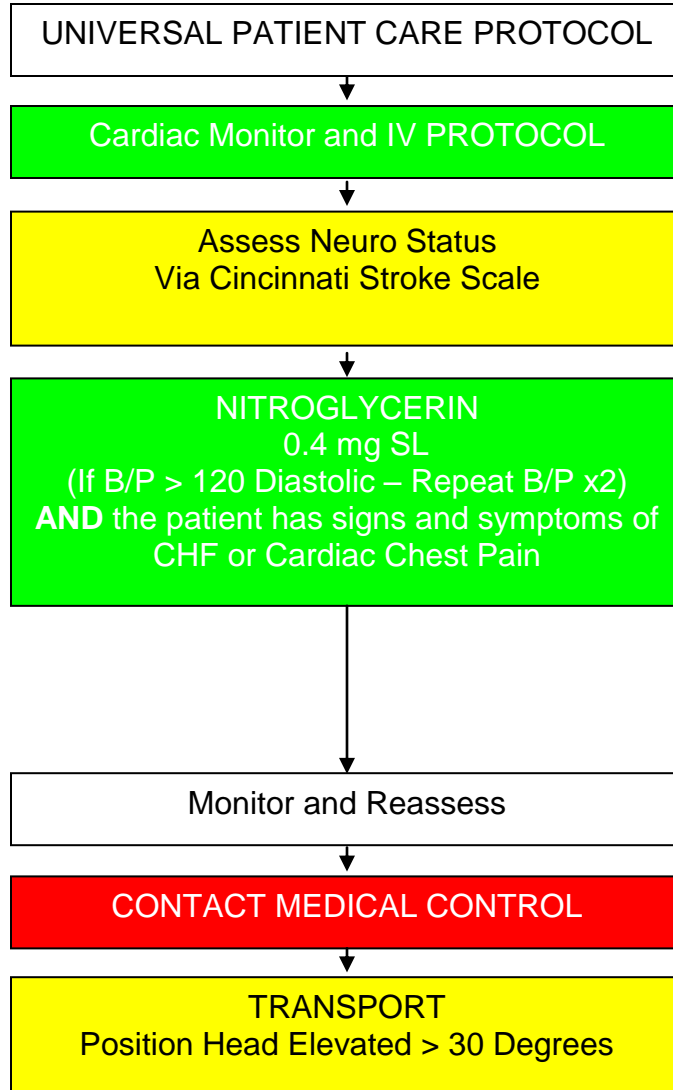 UNIVERSAL PATIENT CARE PROTOCOL
Cardiac Monitor and IV PROTOCOL
Assess Neuro Status
Via Cincinnati Stroke Scale
NITROGLYCERIN
0.4 mg SL
(If B/P > 120 Diastolic – Repeat B/P x2)
AND the patient has signs and symptoms of
CHF or Cardiac Chest Pain
Monitor and Reassess
CONTACT MEDICAL CONTROL
TRANSPORT
Position Head Elevated > 30 Degrees